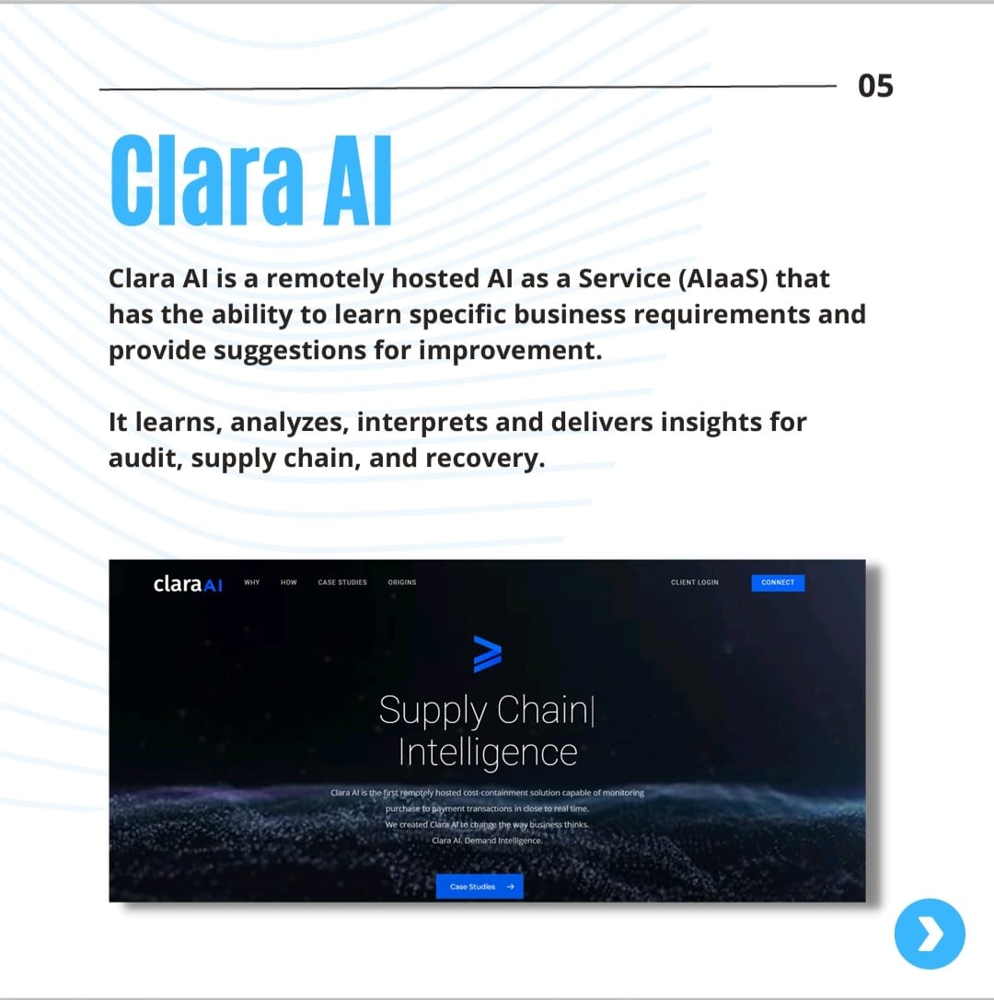 05
Clara AI
Clara AI is a remotely hosted AI as a Service (AIaaS) that
has the ability to learn specific business requirements and
provide suggestions for improvement.
It learns, analyzes, interprets and delivers insights for
audit, supply chain, and recovery.
claraAI WHY HOW CASE STUDIES ORIGINS CLIENT LOGIN CONNECT
Supply Chain|
Intelligence
Clara AI is the first remotely hosted cost-containment solution capable of monitoring
purchase to payment transactions in close to real time.
We created Clara AI to change the way business thinks.
Clara AI. Demand Intelligence.
Case Studies →